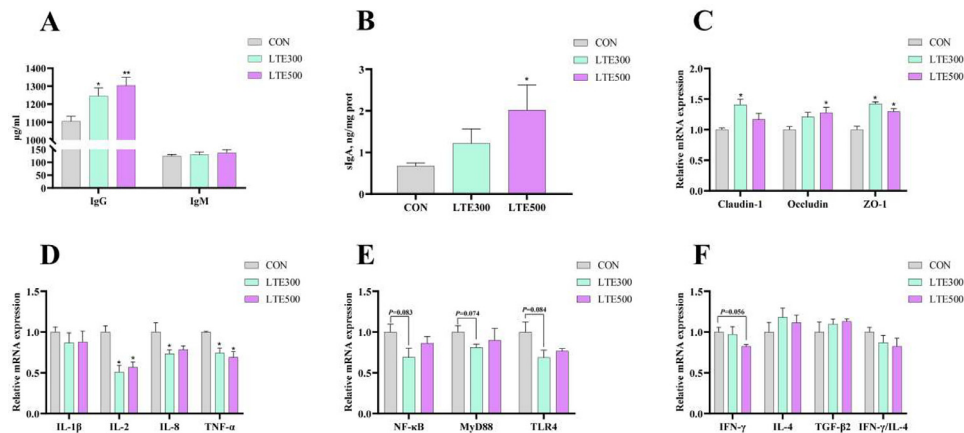 A
CON
LTE300
LTE500
μg/ml
1400
1300
1200
1100
1000
150
100
50
0
*
**
IgG
IgM
B
CON
LTE300
LTE500
sIgA, ng/mg prot
3
2
1
0
*
CON
LTE300
LTE500
C
CON
LTE300
LTE500
Relative mRNA expression
2.0
1.5
1.0
0.5
0.0
*
*
*
*
Claudin-1
Occludin
ZO-1
D
CON
LTE300
LTE500
Relative mRNA expression
1.5
1.0
0.5
0.0
*
*
*
*
*
IL-1β
IL-2
IL-8
TNF-α
E
CON
LTE300
LTE500
Relative mRNA expression
1.5
1.0
0.5
0.0
P=0.083
P=0.074
P=0.084
NF-κB
MyD88
TLR4
F
CON
LTE300
LTE500
Relative mRNA expression
1.5
1.0
0.5
0.0
P=0.056
IFN-γ
IL-4
TGF-β2
IFN-γ/IL-4